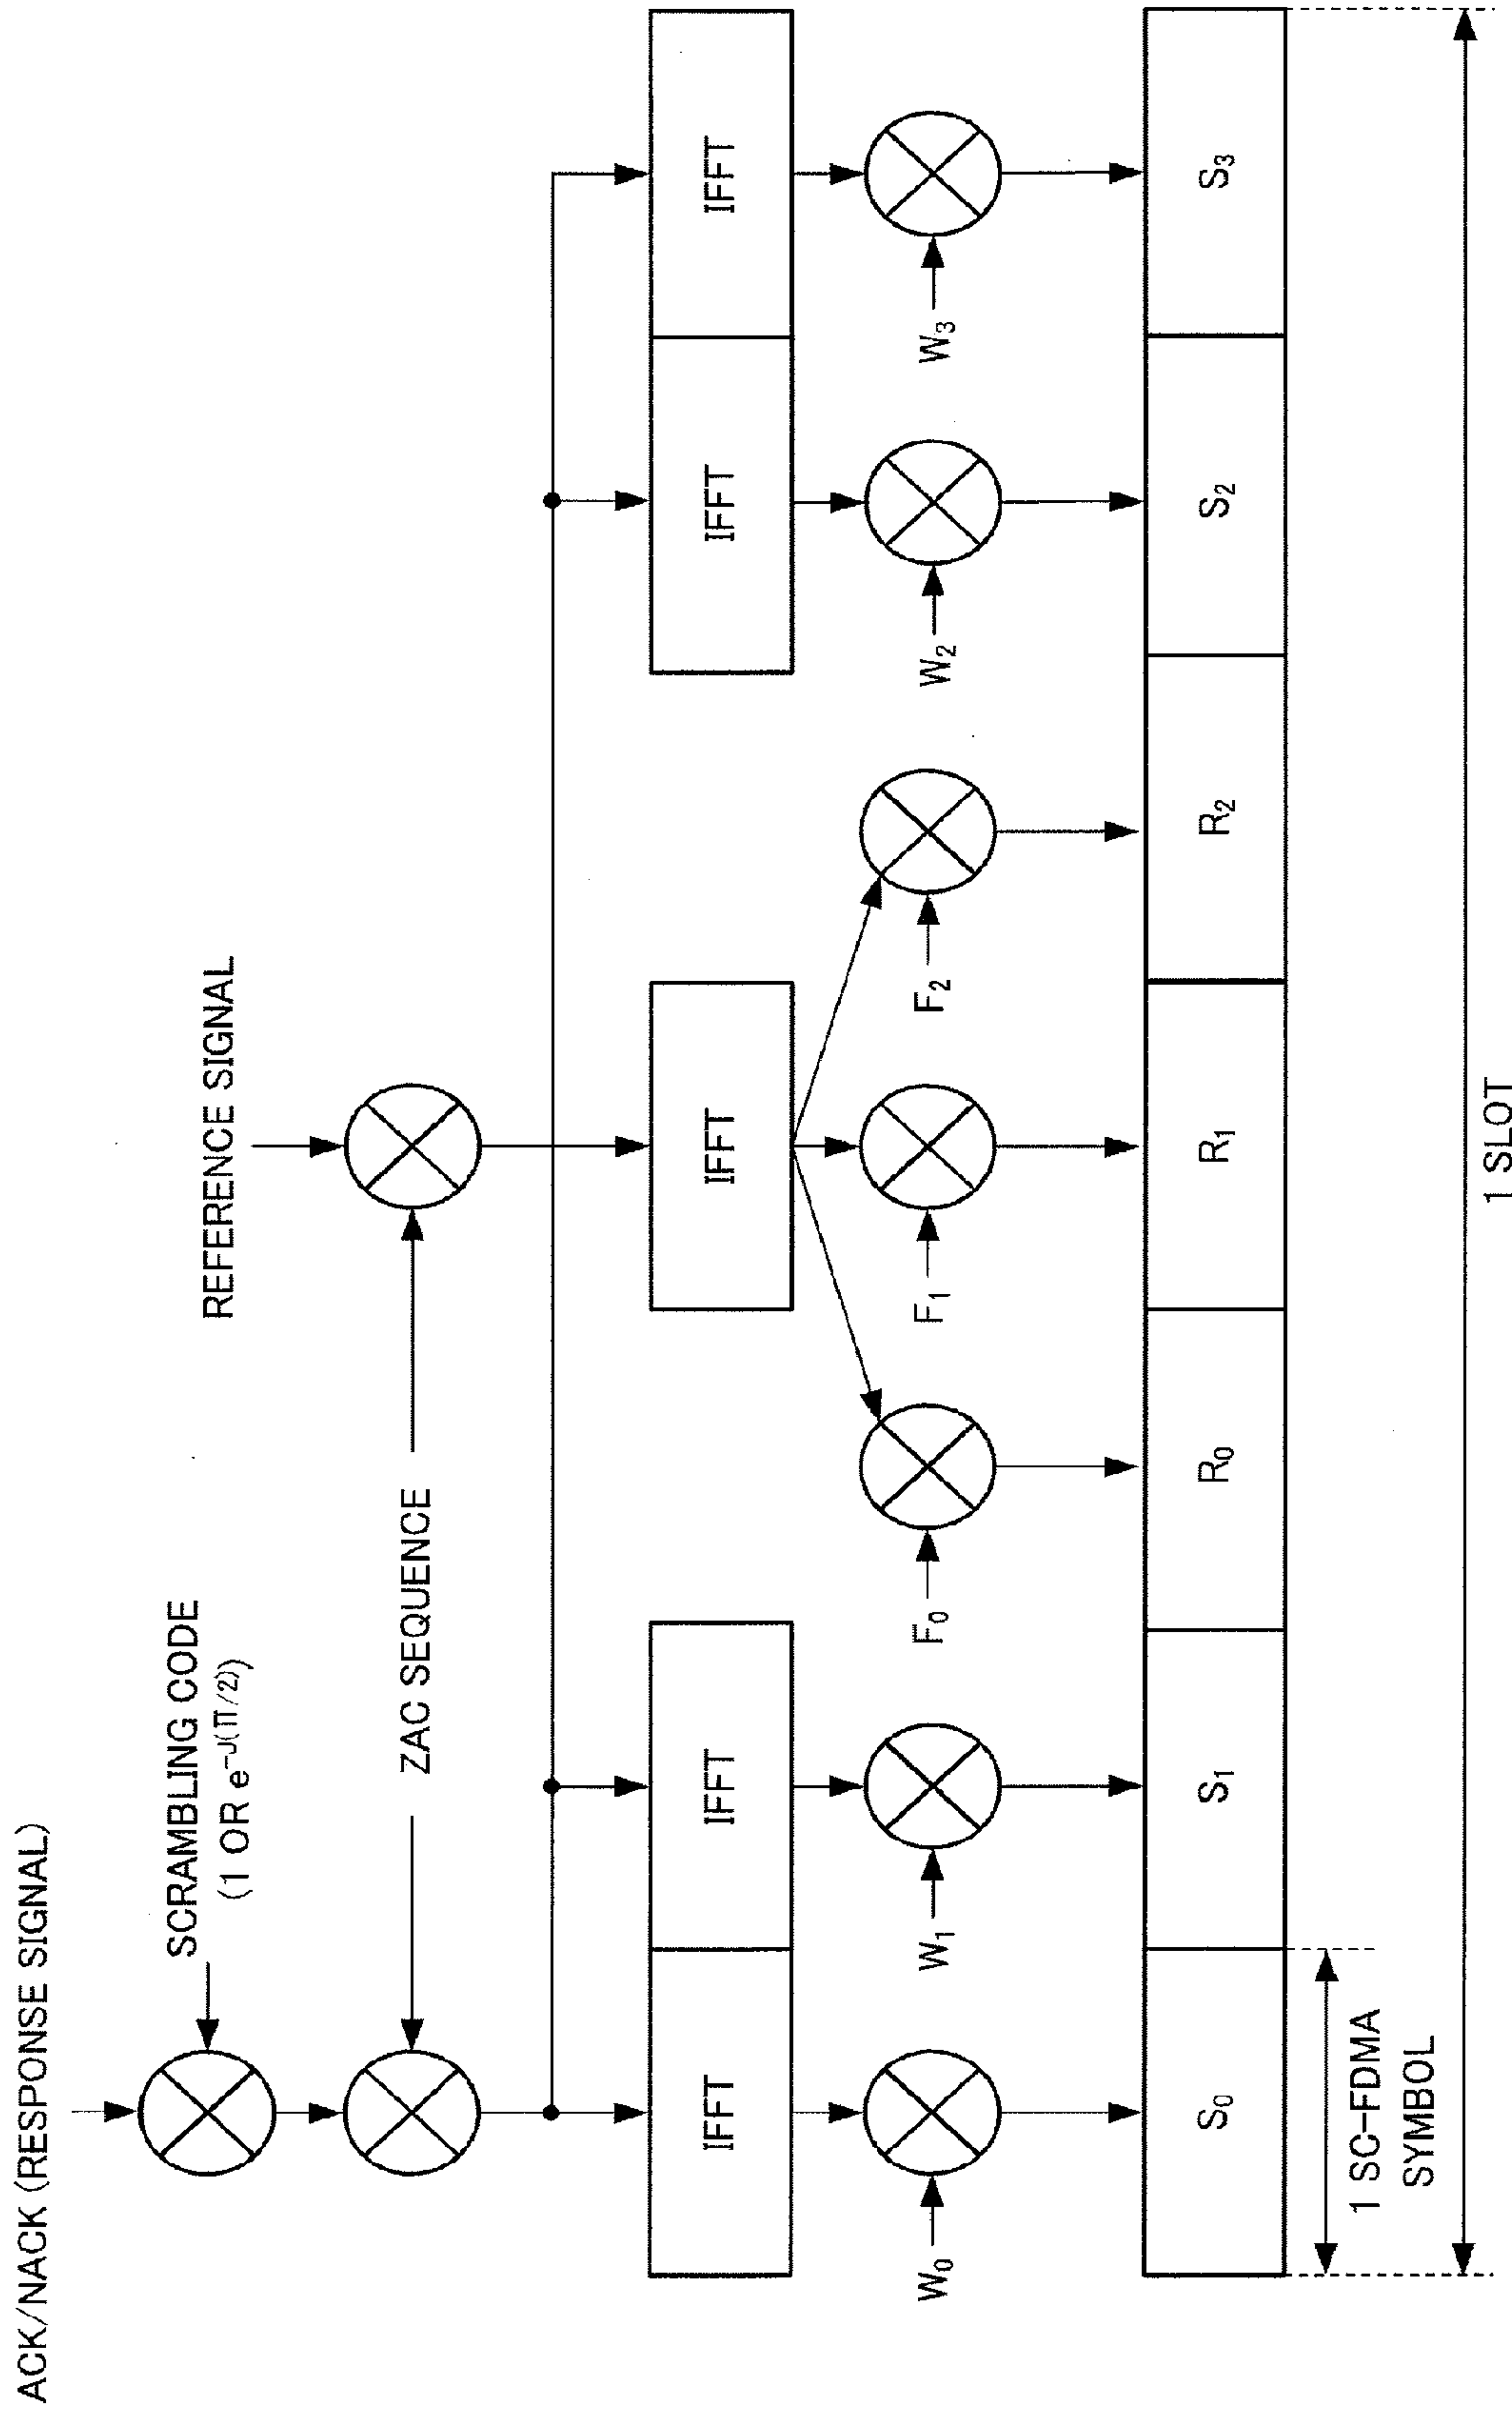 ACK/NACK (RESPONSE SIGNAL)
SCRAMBLING CODE
(1 OR e^-J(π/2))
REFERENCE SIGNAL
ZAC SEQUENCE
IFFT
IFFT
IFFT
IFFT
IFFT
W0
W1
F0
F1
F2
W2
W3
S0
S1
R0
R1
R2
S2
S3
1 SC-FDMA
SYMBOL
1 SLOT